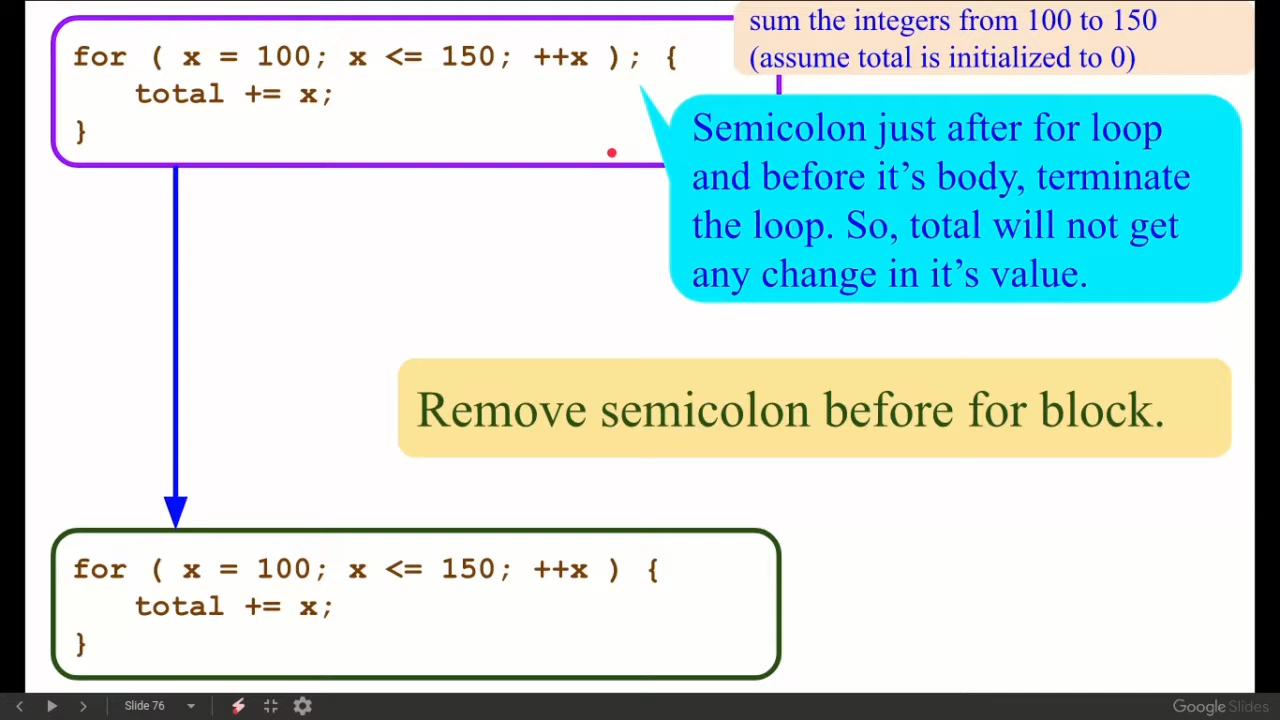 sum the integers from 100 to 150
(assume total is initialized to 0)
for ( x = 100; x <= 150; ++x ); {
total += x;
}
Semicolon just after for loop
and before it’s body, terminate
the loop. So, total will not get
any change in it’s value.
Remove semicolon before for block.
for ( x = 100; x <= 150; ++x ) {
total += x;
}
Slide 76
Google Slides